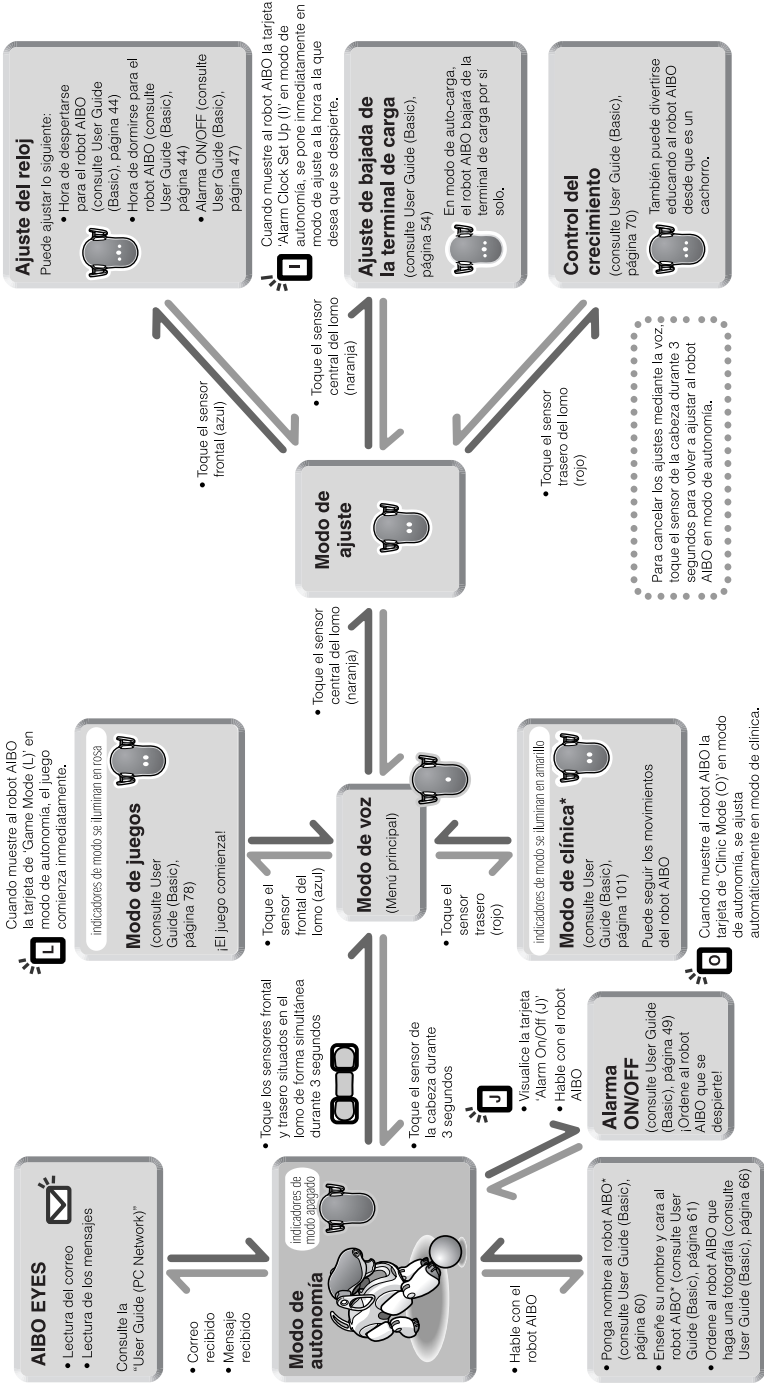 AIBO EYES
• Lectura del correo
• Lectura de los mensajes
Consulte la
“User Guide (PC Network)”
• Correo
recibido
• Mensaje
recibido
Modo de
autonomía
indicadores de
modo apagado
• Hable con el
robot AIBO
• Ponga nombre al robot AIBO*
(consulte User Guide (Basic),
página 60)
• Enseñe su nombre y cara al
robot AIBO* (consulte User
Guide (Basic), página 61)
• Ordene al robot AIBO que
haga una fotografía (consulte
User Guide (Basic), página 66)
• Toque los sensores frontal
y trasero situados en el
lomo de forma simultánea
durante 3 segundos
• Toque el sensor de
la cabeza durante
3 segundos
J
• Visualice la tarjeta
‘Alarm On/Off (J)’
• Hable con el robot
AIBO
Alarma
ON/OFF
(consulte User Guide
(Basic), página 49)
¡Ordene al robot
AIBO que se
despierte!
Cuando muestre al robot AIBO
la tarjeta de ‘Game Mode (L)’ en
modo de autonomía, el juego
comienza inmediatamente.
L
indicadores de modo se iluminan en rosa
Modo de juegos
(consulte User
Guide (Basic),
página 78)
¡El juego comienza!
• Toque el
sensor
frontal del
lomo (azul)
Modo de voz
(Menú principal)
• Toque el
sensor
trasero
(rojo)
indicadores de modo se iluminan en amarillo
Modo de clínica*
(consulte User
Guide (Basic),
página 101)
Puede seguir los movimientos
del robot AIBO
O
Cuando muestre al robot AIBO la
tarjeta de ‘Clinic Mode (O)’ en modo
de autonomía, se ajusta
automáticamente en modo de clínica.
• Toque el sensor
central del lomo
(naranja)
Modo de
ajuste
• Toque el sensor
frontal (azul)
• Toque el sensor
central del lomo
(naranja)
• Toque el sensor
trasero del lomo
(rojo)
Para cancelar los ajustes mediante la voz,
toque el sensor de la cabeza durante 3
segundos para volver a ajustar al robot
AIBO en modo de autonomía.
Ajuste del reloj
Puede ajustar lo siguiente:
• Hora de despertarse
para el robot AIBO
(consulte User Guide
(Basic), página 44)
• Hora de dormirse para el
robot AIBO (consulte
User Guide (Basic),
página 44)
• Alarma ON/OFF (consulte
User Guide (Basic),
página 47)
I
Cuando muestre al robot AIBO la tarjeta
‘Alarm Clock Set Up (I)’ en modo de
autonomía, se pone inmediatamente en
modo de ajuste a la hora a la que
desea que se despierte.
Ajuste de bajada de
la terminal de carga
(consulte User Guide (Basic),
página 54)
En modo de auto-carga,
el robot AIBO bajará de la
terminal de carga por sí
solo.
Control del
crecimiento
(consulte User Guide (Basic),
página 70)
También puede divertirse
educando al robot AIBO
desde que es un
cachorro.